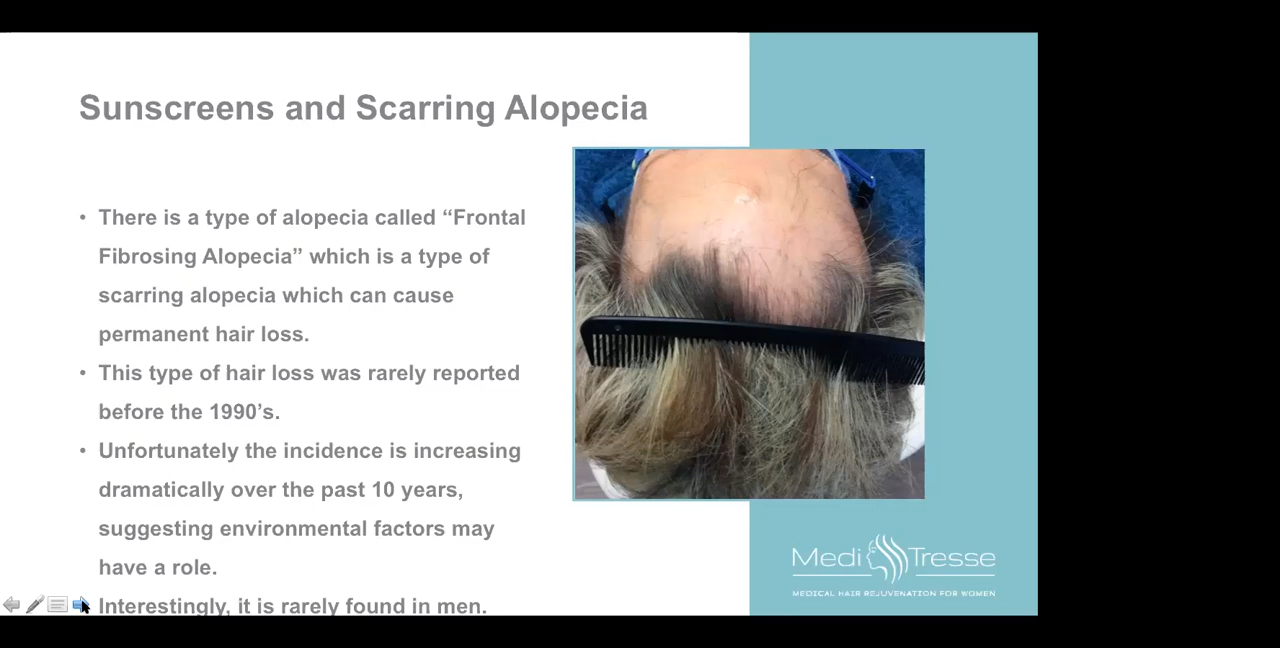 Sunscreens and Scarring Alopecia
• There is a type of alopecia called “Frontal
Fibrosing Alopecia” which is a type of
scarring alopecia which can cause
permanent hair loss.
• This type of hair loss was rarely reported
before the 1990’s.
• Unfortunately the incidence is increasing
dramatically over the past 10 years,
suggesting environmental factors may
have a role.
Interestingly, it is rarely found in men.
Medi Tresse
MEDICAL HAIR REJUVENATION FOR WOMEN